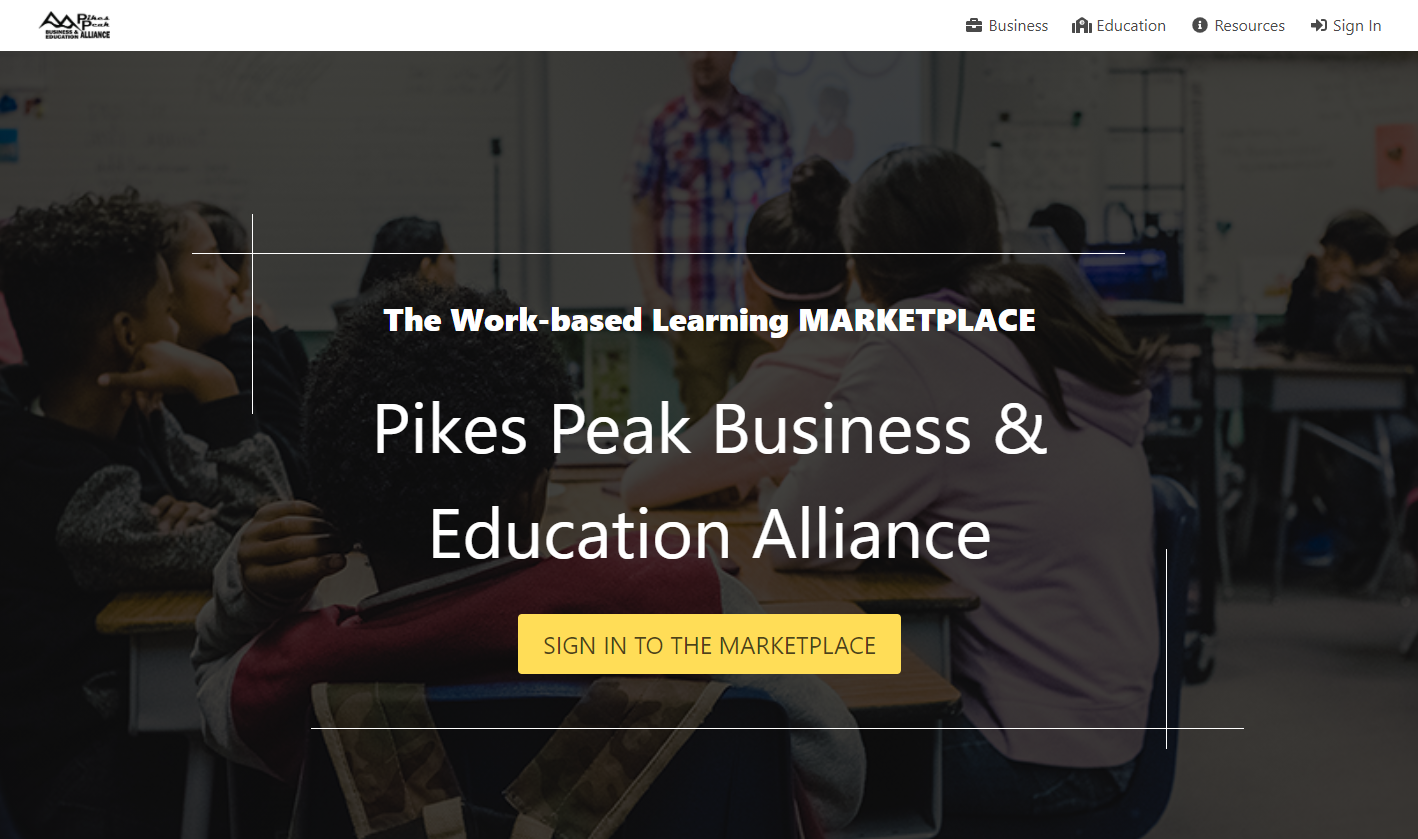 Pikes
Peak
BUSINESS &
EDUCATION ALLIANCE
Business
Education
Resources
Sign In
The Work-based Learning MARKETPLACE
Pikes Peak Business &
Education Alliance
SIGN IN TO THE MARKETPLACE